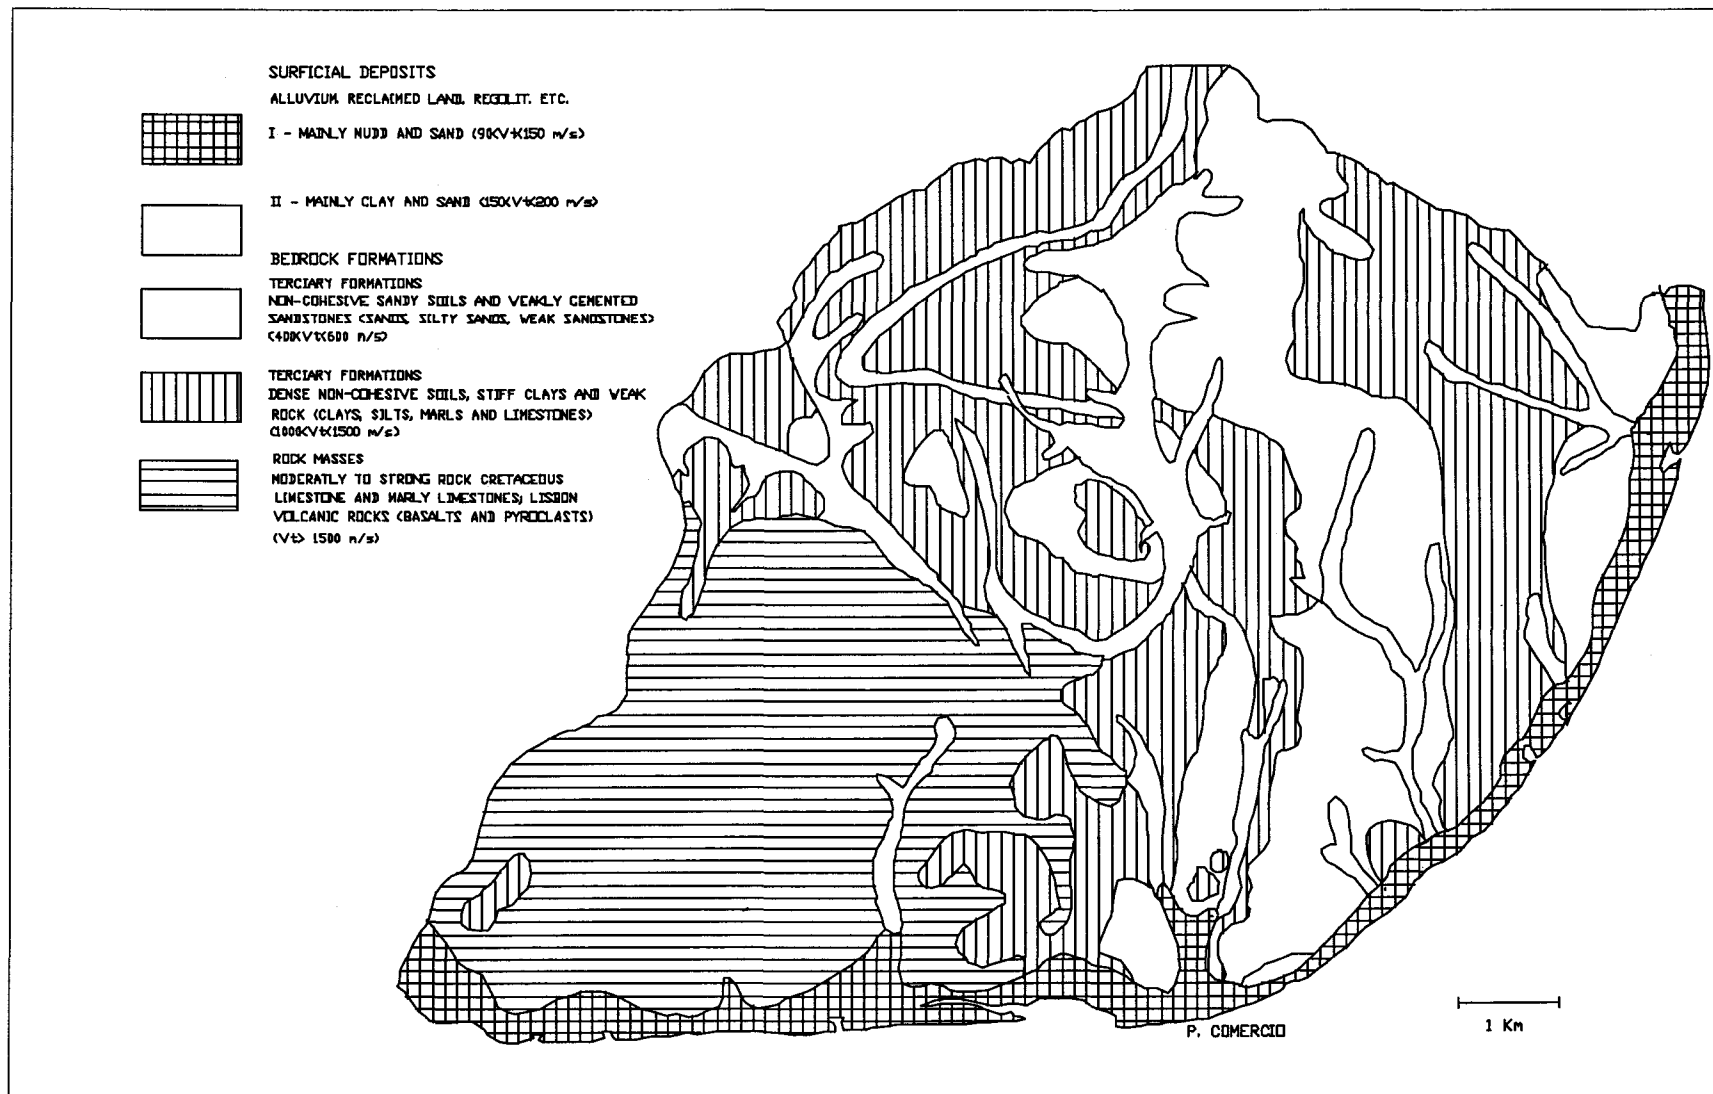 SURFICIAL DEPOSITS
ALLUVIUM, RECLAIMED LAND, REGOLIT. ETC.
I - MAINLY NUDD AND SAND (90<Vt<150 m/s)
II - MAINLY CLAY AND SAND (150<Vt<200 m/s)
BEDROCK FORMATIONS
TERCIARY FORMATIONS
NON-COHESIVE SANDY SOILS AND WEAKLY CEMENTED
SANDSTONES (SANDS, SILTY SANDS, WEAK SANDSTONES)
(400<Vt<600 m/s)
TERCIARY FORMATIONS
DENSE NON-COHESIVE SOILS, STIFF CLAYS AND WEAK
ROCK (CLAYS, SILTS, MARLS AND LIMESTONES)
(1000<Vt<1500 m/s)
ROCK MASSES
MODERATLY TO STRONG ROCK CRETACEOUS
LIMESTONE AND MARLY LIMESTONES; LISBON
VOLCANIC ROCKS (BASALTS AND PYROCLASTS)
(Vt> 1500 m/s)
P. COMERCIO
1 Km